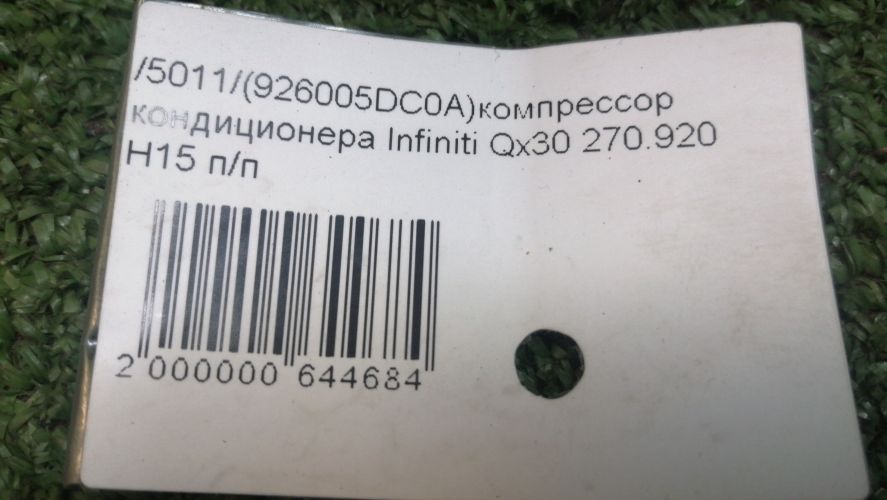 /5011/(926005DC0A)компрессор
кондиционера Infiniti Qx30 270.920
H15 п/п
2 000000 644684